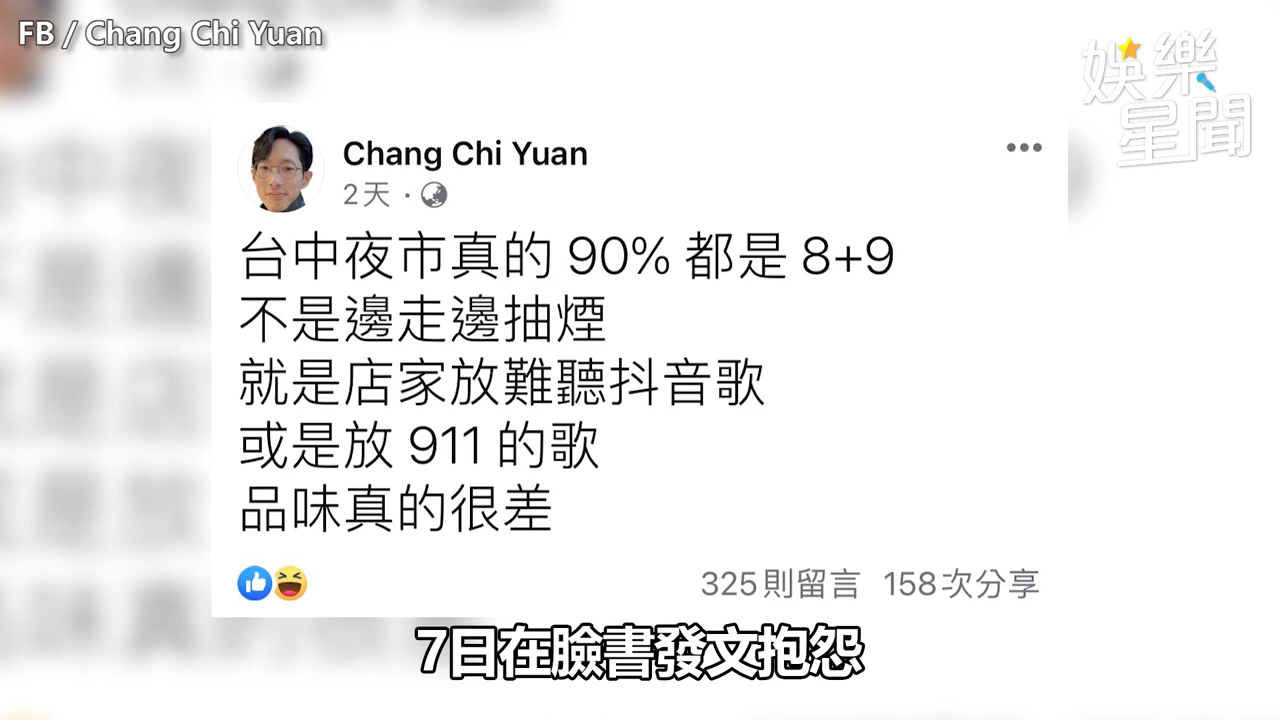 FB / Chang Chi Yuan
娛樂
星聞
Chang Chi Yuan
2天 ·
台中夜市真的 90% 都是 8+9
不是邊走邊抽煙
就是店家放難聽抖音歌
或是放 911 的歌
品味真的很差
325則留言 158次分享
7日在臉書發文抱怨